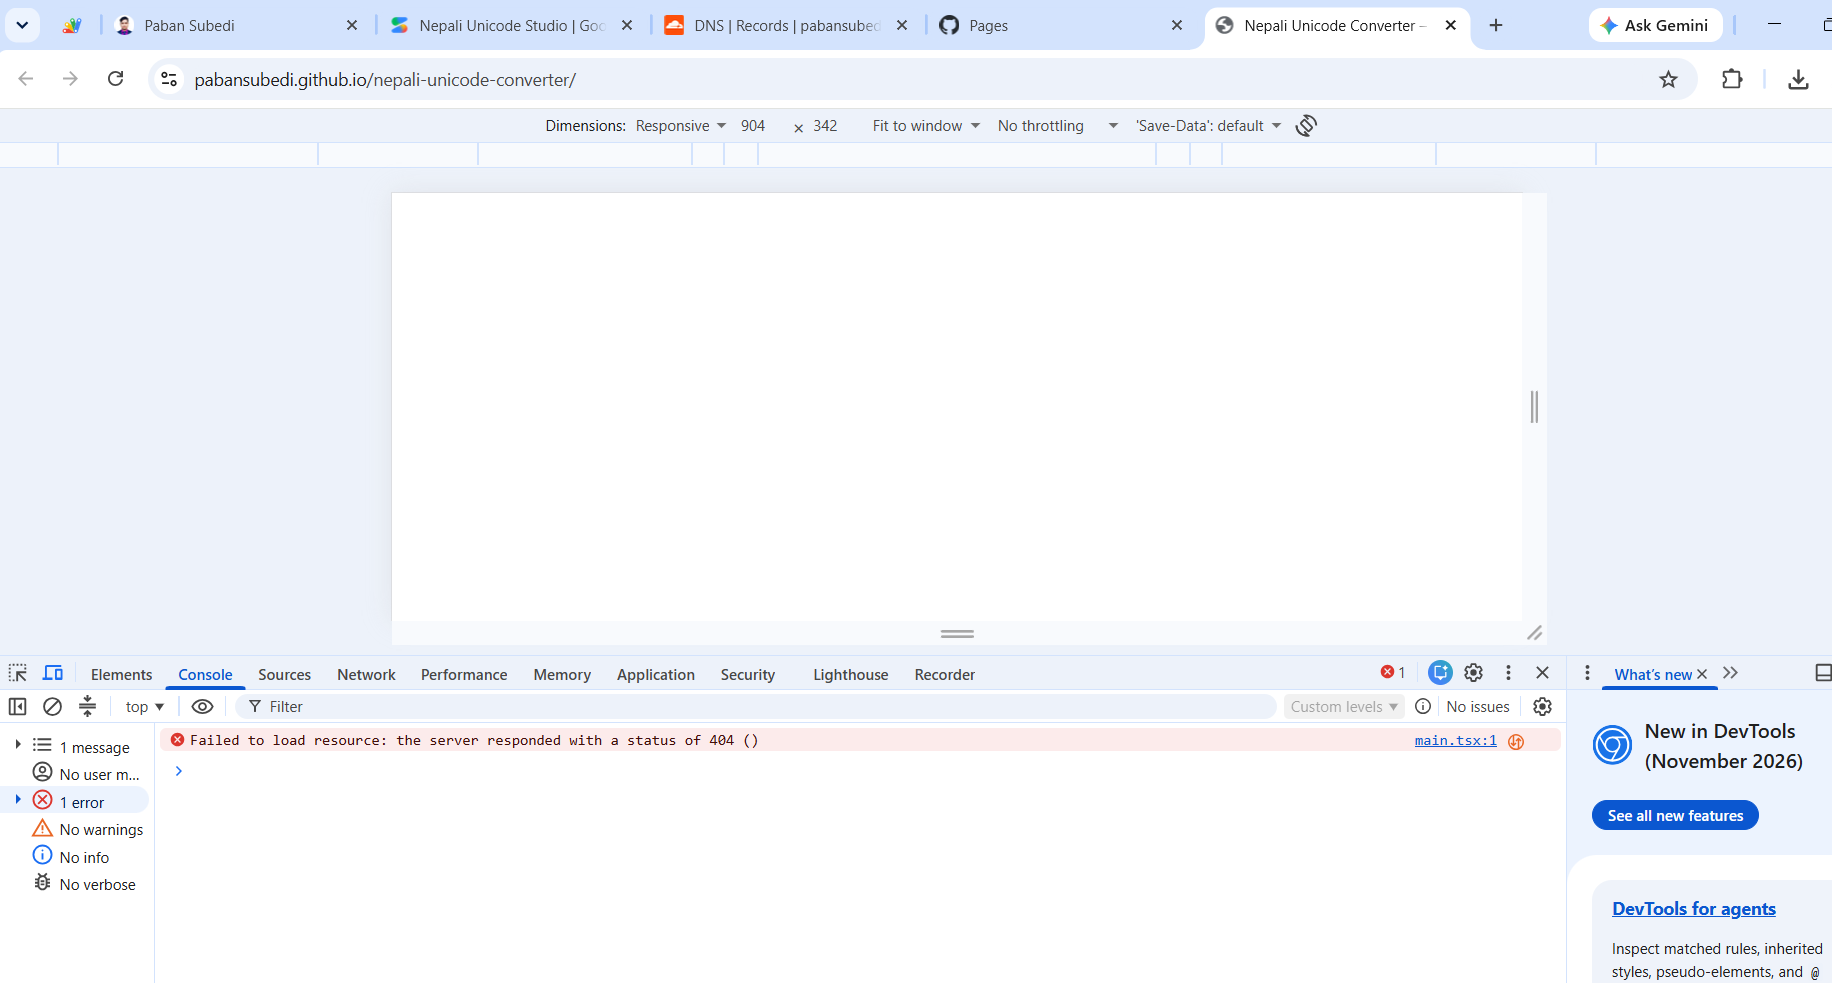 Paban Subedi
Nepali Unicode Studio | Goo
DNS | Records | pabansubed
Pages
Nepali Unicode Converter –
Ask Gemini
pabansubedi.github.io/nepali-unicode-converter/
Dimensions: Responsive 904 × 342 Fit to window No throttling 'Save-Data': default
Elements Console Sources Network Performance Memory Application Security Lighthouse Recorder 1
What's new
top Filter Custom levels No issues
1 message
No user m...
1 error
No warnings
No info
No verbose
Failed to load resource: the server responded with a status of 404 () main.tsx:1
New in DevTools
(November 2026)
See all new features
DevTools for agents
Inspect matched rules, inherited
styles, pseudo-elements, and @